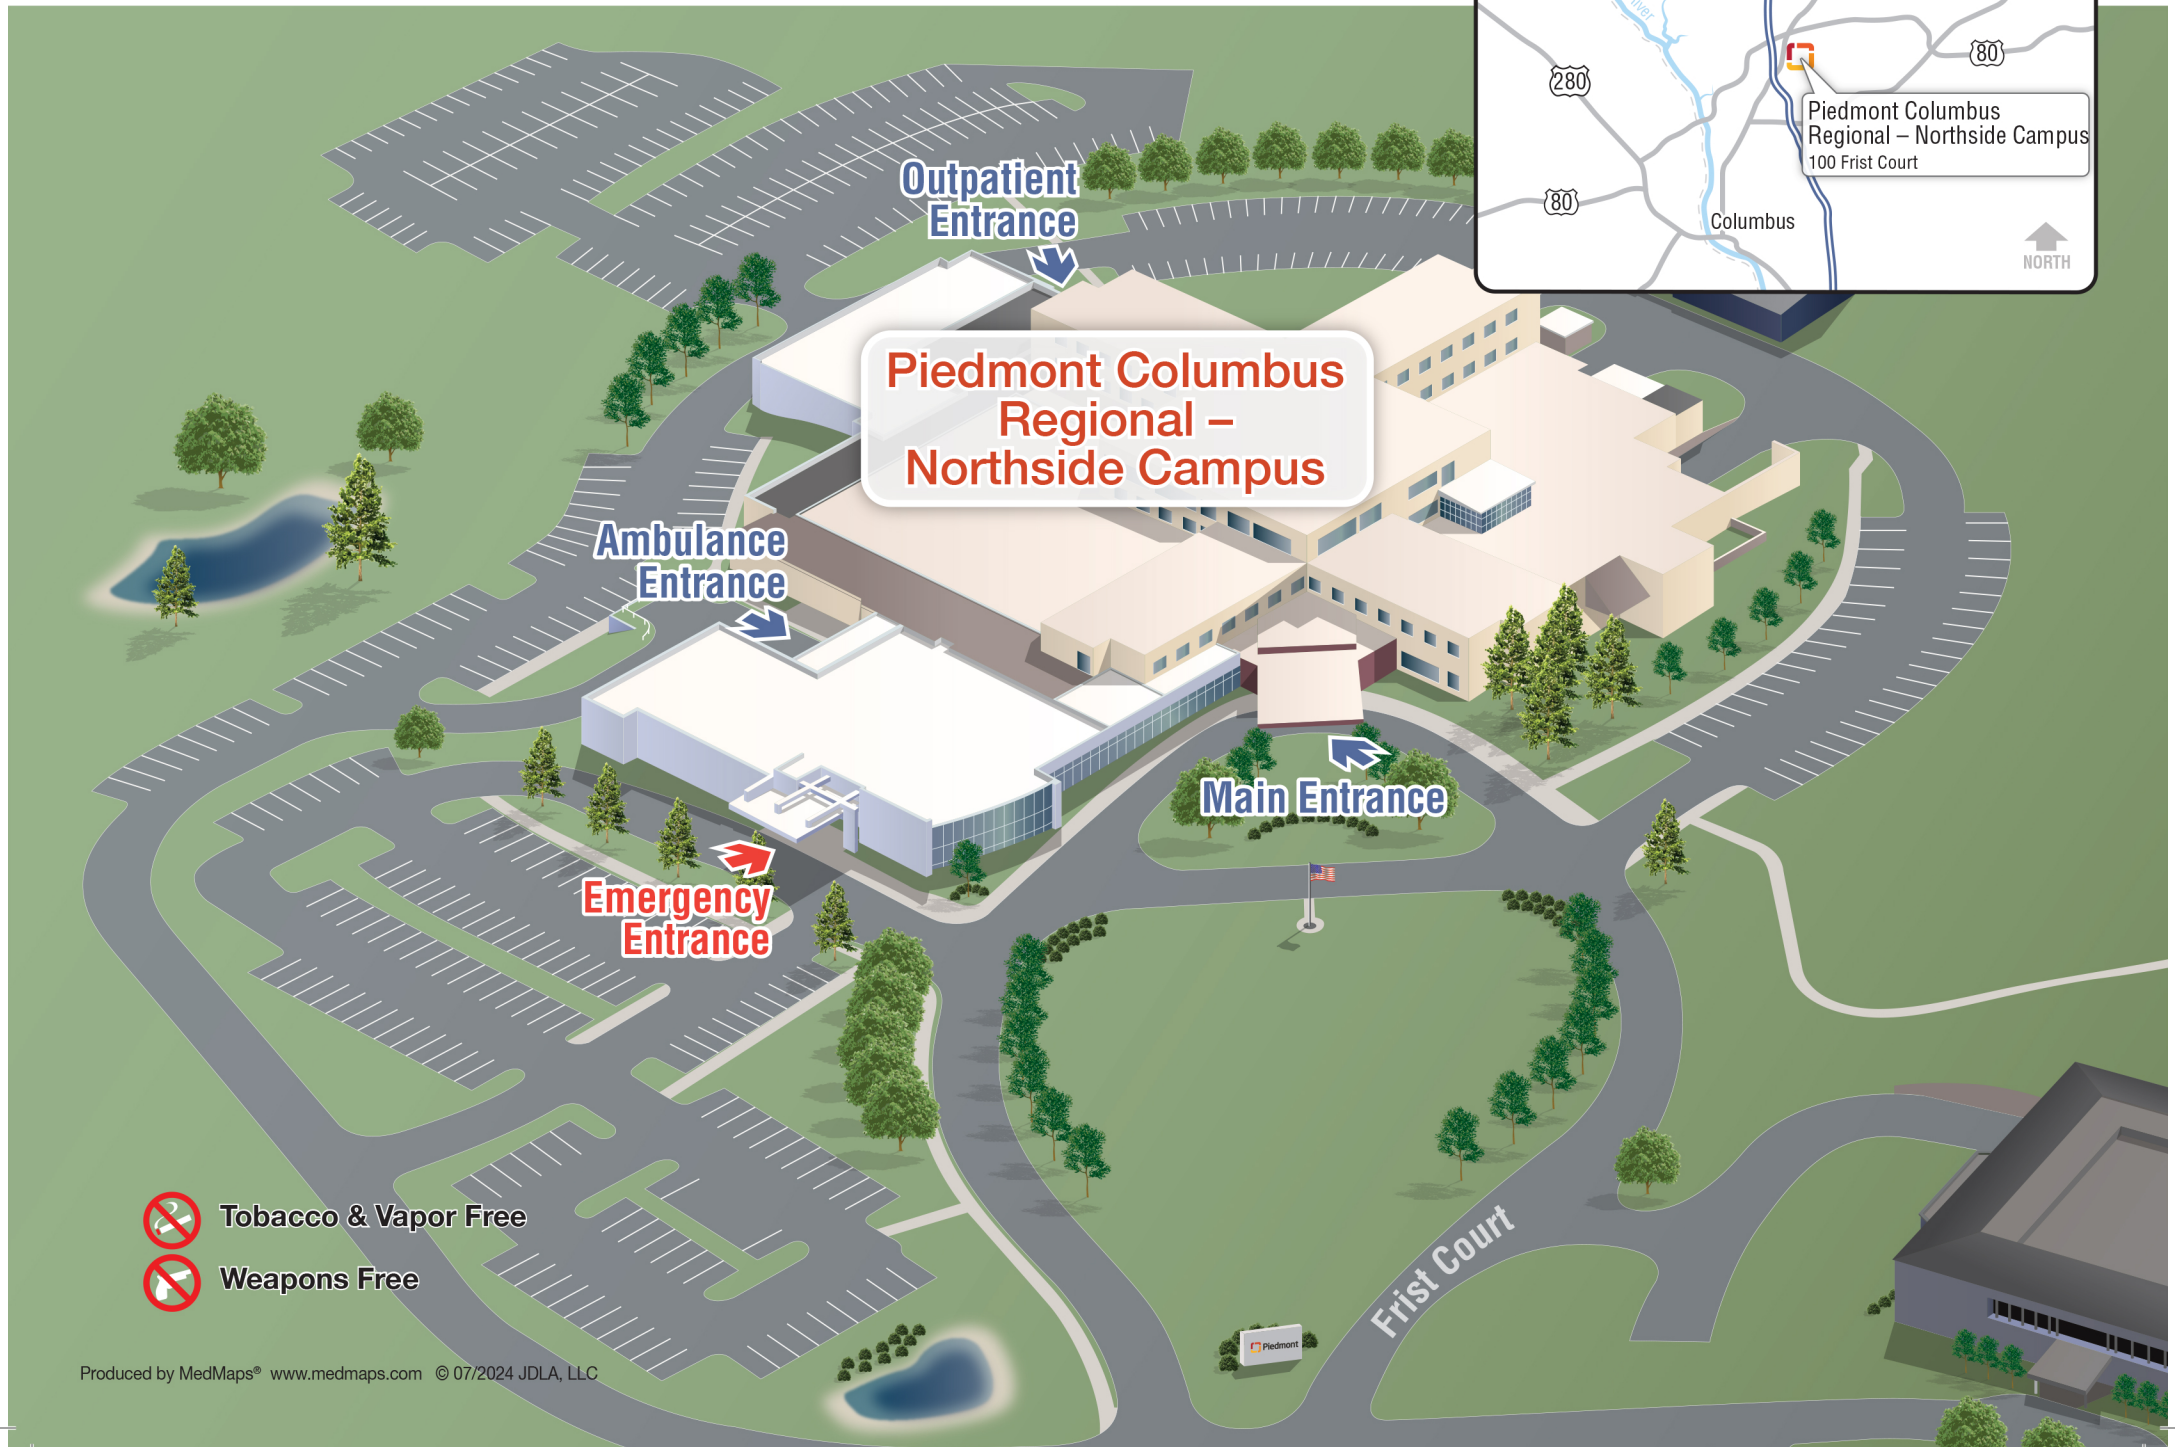 iver
280
80
Piedmont Columbus
Regional – Northside Campus
100 Frist Court
80
Columbus
NORTH
Outpatient
Entrance
Piedmont Columbus
Regional –
Northside Campus
Ambulance
Entrance
Main Entrance
Emergency
Entrance
Frist Court
Tobacco & Vapor Free
Weapons Free
Piedmont
Produced by MedMaps® www.medmaps.com © 07/2024 JDLA, LLC